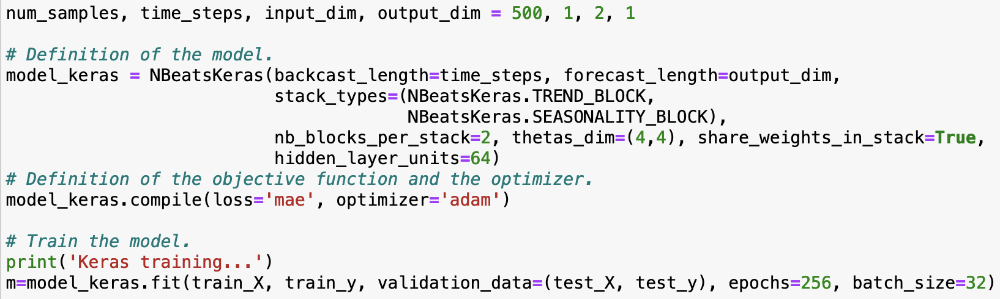 num_samples, time_steps, input_dim, output_dim = 500, 1, 2, 1
# Definition of the model.
model_keras = NBeatsKeras(backcast_length=time_steps, forecast_length=output_dim,
stack_types=(NBeatsKeras.TREND_BLOCK,
NBeatsKeras.SEASONALITY_BLOCK),
nb_blocks_per_stack=2, thetas_dim=(4,4), share_weights_in_stack=True,
hidden_layer_units=64)
# Definition of the objective function and the optimizer.
model_keras.compile(loss='mae', optimizer='adam')
# Train the model.
print('Keras training...')
m=model_keras.fit(train_X, train_y, validation_data=(test_X, test_y), epochs=256, batch_size=32)